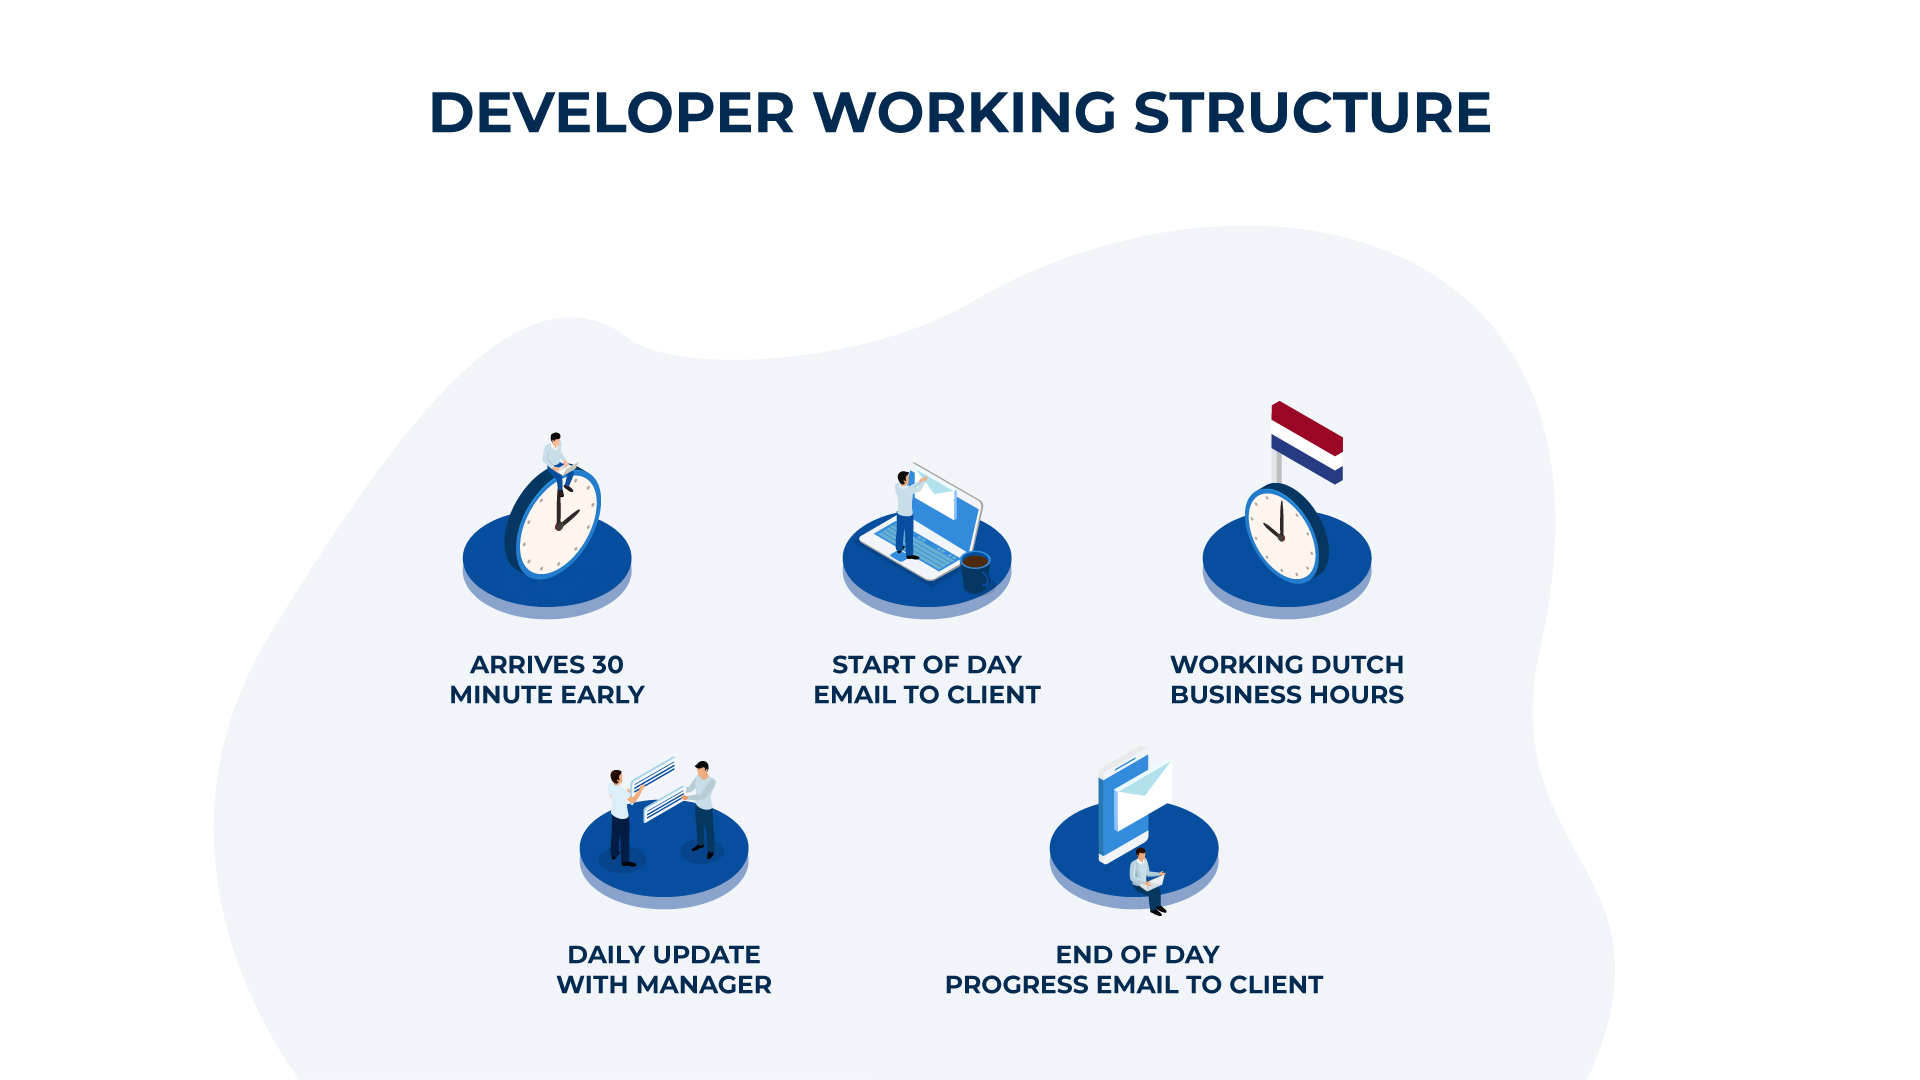 DEVELOPER WORKING STRUCTURE
ARRIVES 30
MINUTE EARLY
START OF DAY
EMAIL TO CLIENT
WORKING DUTCH
BUSINESS HOURS
DAILY UPDATE
WITH MANAGER
END OF DAY
PROGRESS EMAIL TO CLIENT